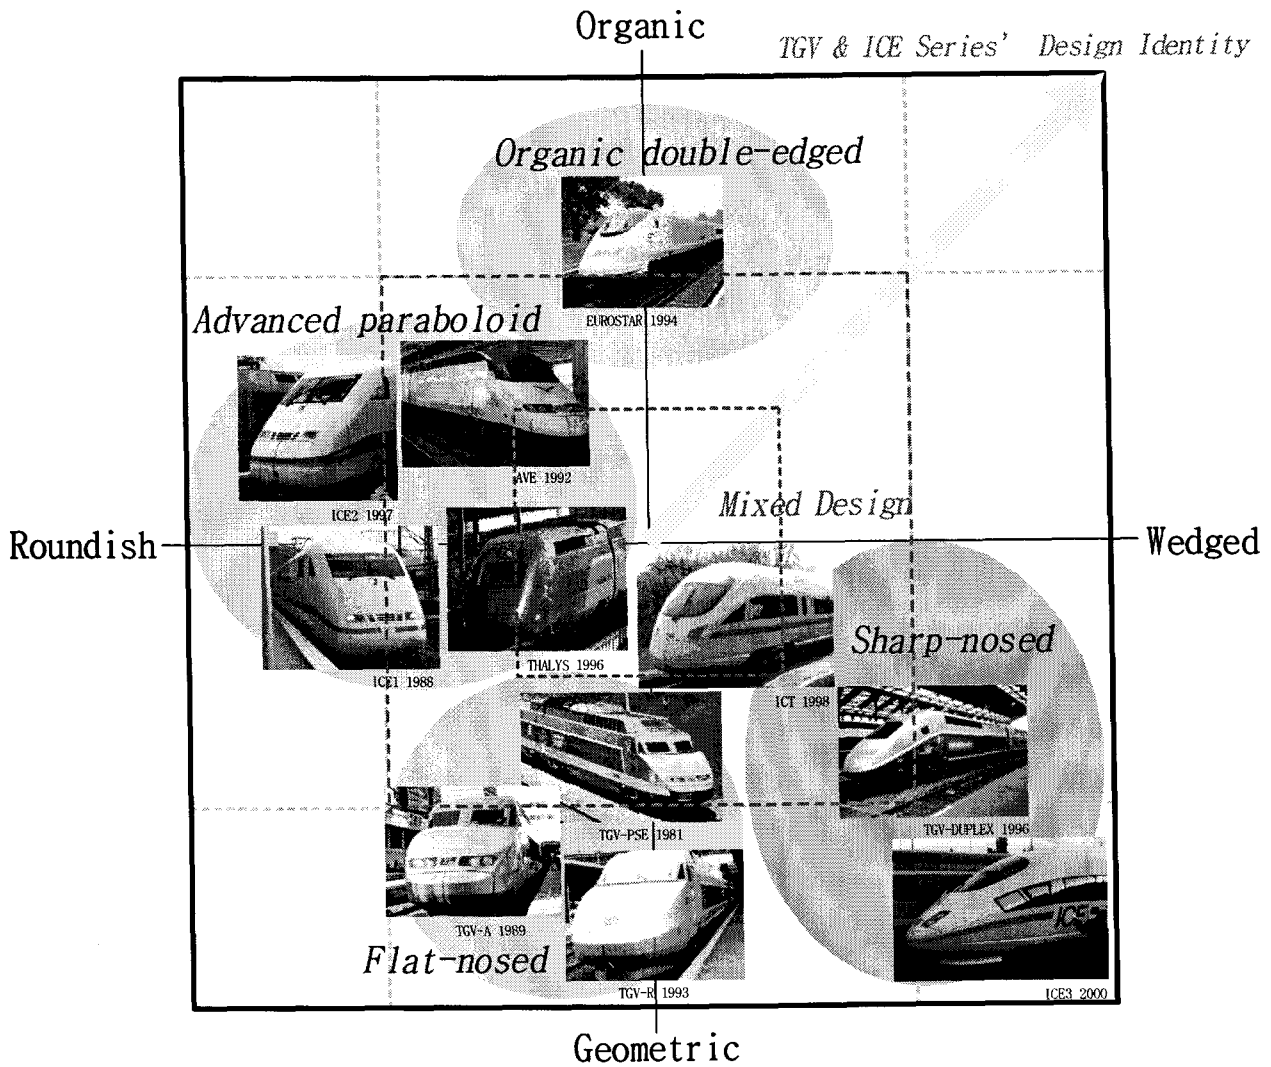 Organic
TGV & ICE Series' Design Identity
Organic double-edged
EUROSTAR 1994
Advanced paraboloid
AVE 1992
ICE2 1997
Mixed Design
Roundish
Wedged
Sharp-nosed
THALYS 1996
ICE1 1988
ICT 1998
TGV-DUPLEX 1996
TGV-PSE 1981
TGV-A 1989
ICE
Flat-nosed
TGV-R 1993
ICE3 2000
Geometric